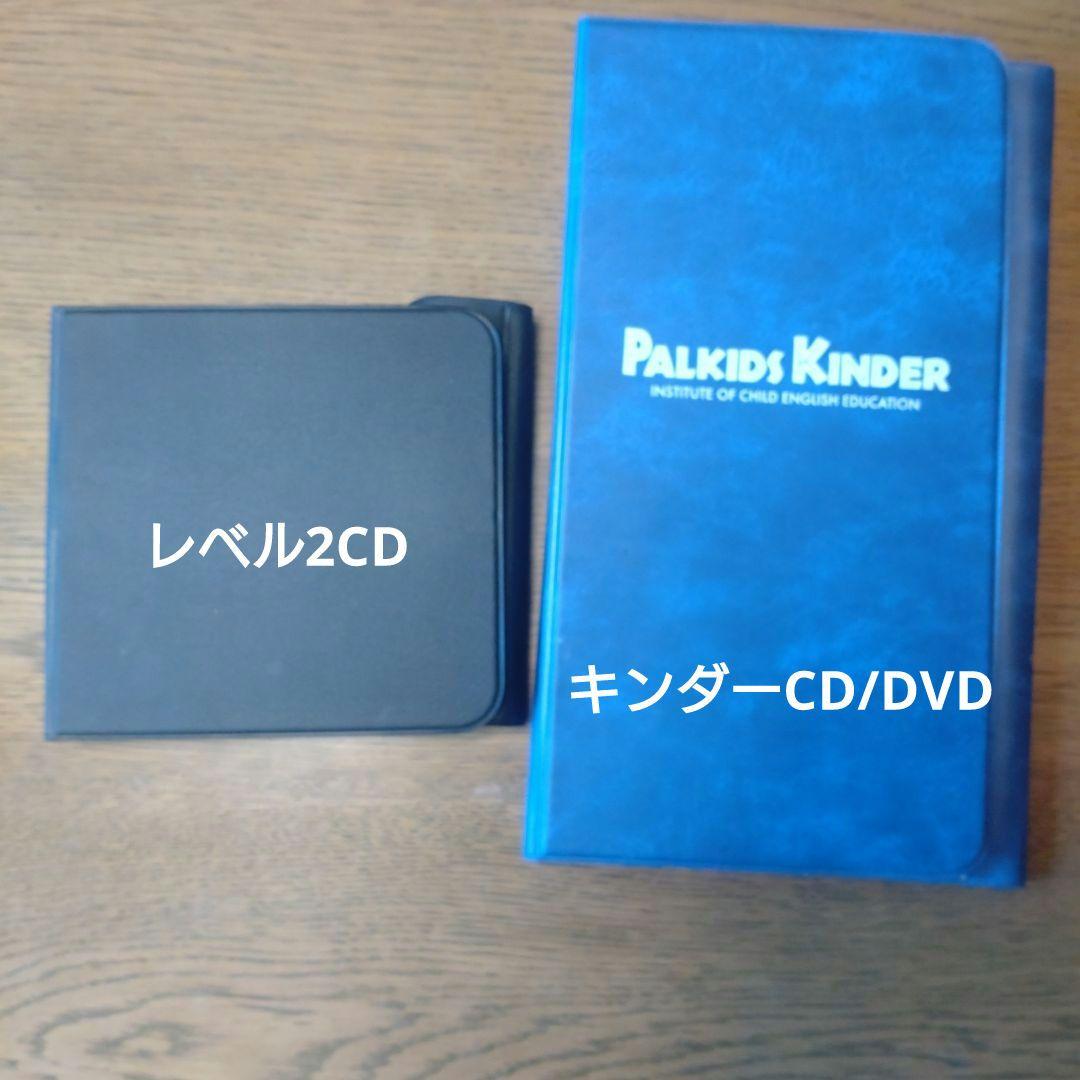 PALKIDS KINDER
INSTITUTE OF CHILD ENGLISH EDUCATION
レベル2CD
キンダーCD/DVD